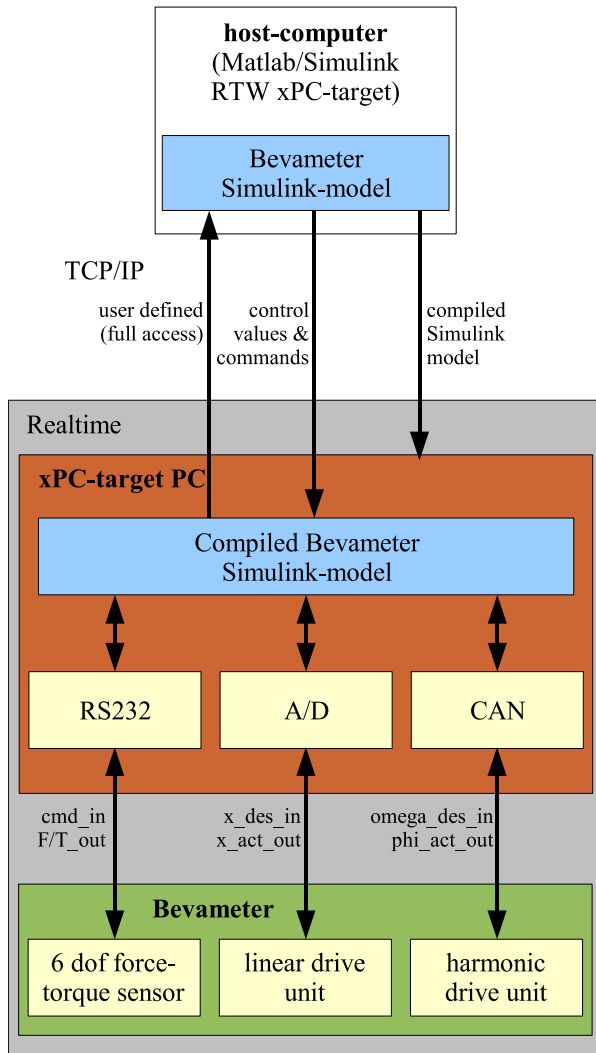 host-computer
(Matlab/Simulink
RTW xPC-target)
Bevameter
Simulink-model
TCP/IP
user defined
(full access)
control
values &
commands
compiled
Simulink
model
Realtime
xPC-target PC
Compiled Bevameter
Simulink-model
RS232
A/D
CAN
cmd_in
F/T_out
x_des_in
x_act_out
omega_des_in
phi_act_out
Bevameter
6 dof force-
torque sensor
linear drive
unit
harmonic
drive unit